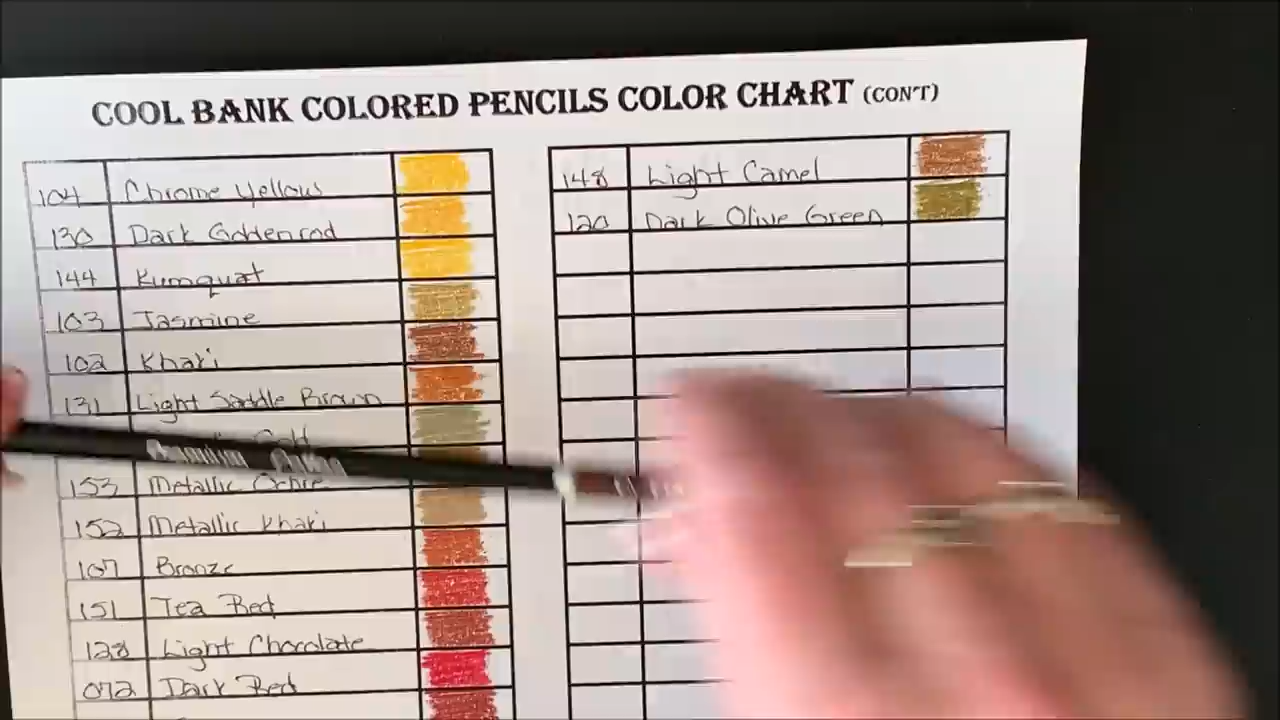 COOL BANK COLORED PENCILS COLOR CHART (CON'T)
104 Chrome Yellow
130 Dark Goldenrod
144 Kumquat
103 Jasmine
102 Khaki
131 Light Saddle Brown
Gold
153 Metallic Ochre
152 Metallic Khaki
107 Bronze
151 Tea Red
128 Light Chocolate
072 Dark Red
148 Light Camel
120 Dark Olive Green